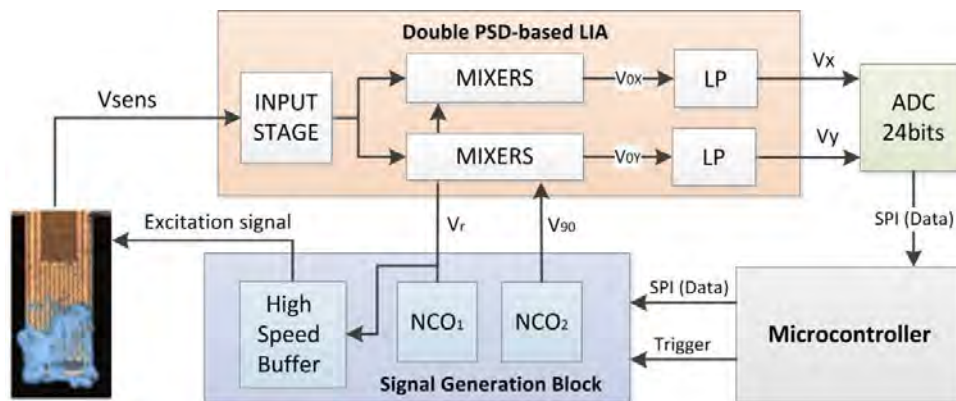 Double PSD-based LIA
Vsens
INPUT
STAGE
MIXERS
V0X
LP
Vx
MIXERS
V0Y
LP
Vy
ADC
24bits
Excitation signal
Vr
V90
SPI (Data)
High
Speed
Buffer
NCO1
NCO2
SPI (Data)
Trigger
Microcontroller
Signal Generation Block